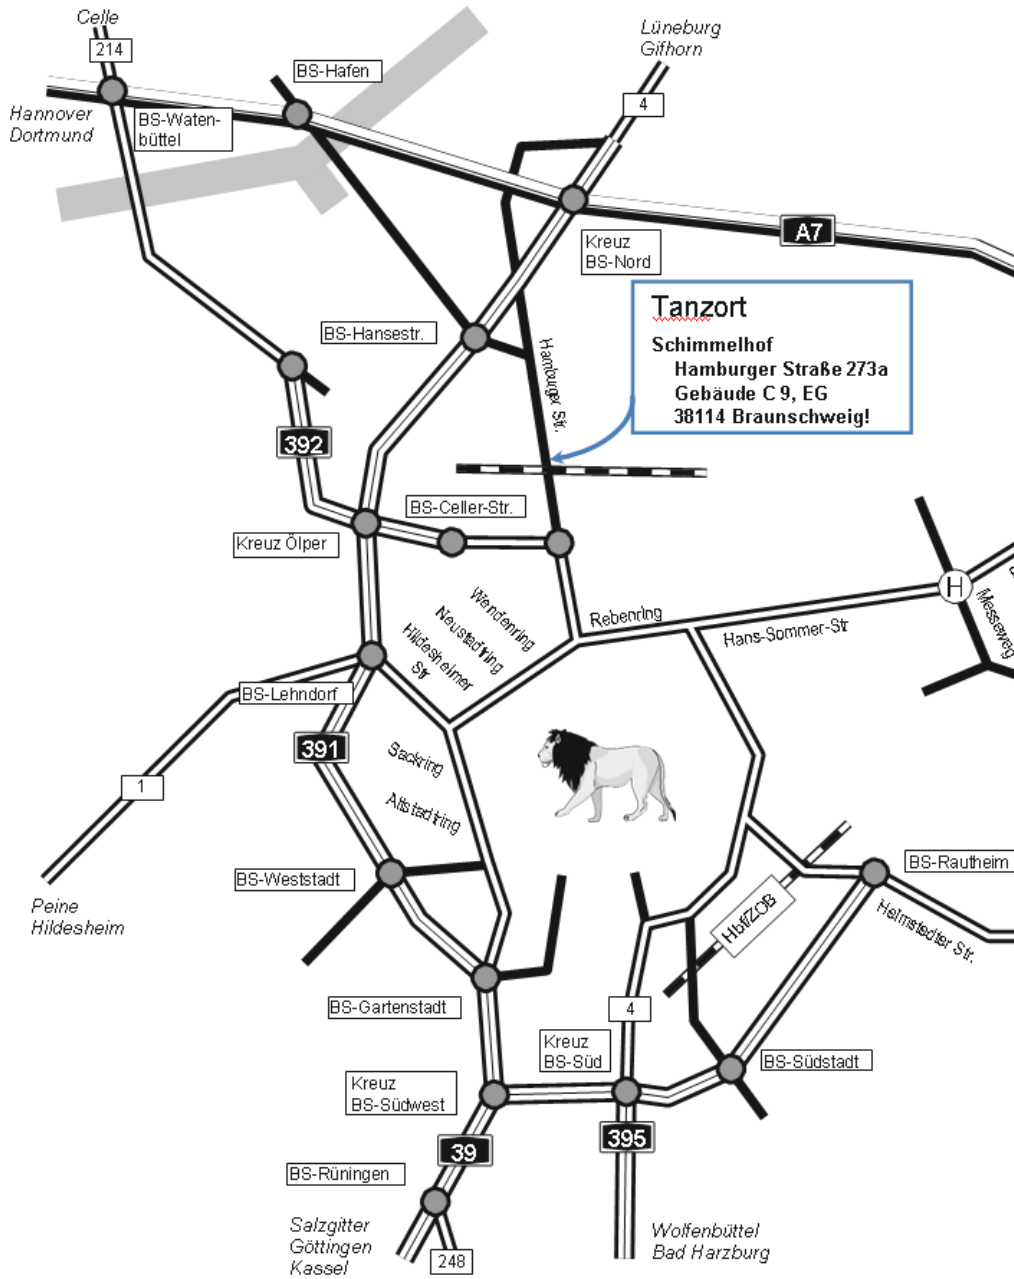 Celle
214
BS-Hafen
Lüneburg
Gifhorn
4
Hannover
Dortmund
BS-Waten-
büttel
A7
Kreuz
BS-Nord
Tanzort
Schimmelhof
Hamburger Straße 273a
Gebäude C 9, EG
38114 Braunschweig!
BS-Hansestr.
Hamburger Str.
392
BS-Celler-Str.
Kreuz Ölper
H
Messeweg
Wendenring
Neustadtring
Hildesheimer
Str
Rebenring
Hans-Sommer-Str
BS-Lehndorf
391
1
Sackring
Altstadtring
BS-Weststadt
BS-Rautheim
Peine
Hildesheim
Hbf/ZOB
Helmstedter Str.
BS-Gartenstadt
4
Kreuz
BS-Süd
BS-Südstadt
Kreuz
BS-Südwest
39
395
BS-Rüningen
Salzgitter
Göttingen
Kassel
248
Wolfenbüttel
Bad Harzburg